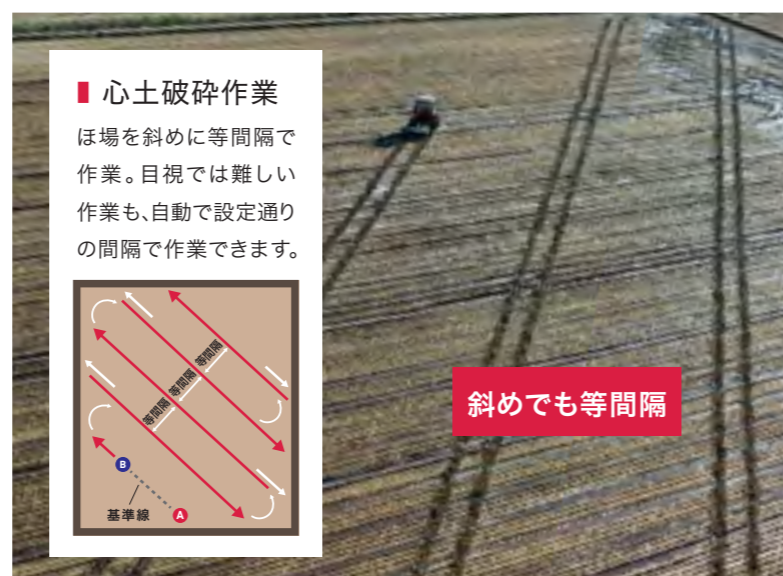 心土破砕作業
ほ場を斜めに等間隔で
作業。目視では難しい
作業も、自動で設定通り
の間隔で作業できます。
等間隔
等間隔
等間隔
B
基準線
A
斜めでも等間隔